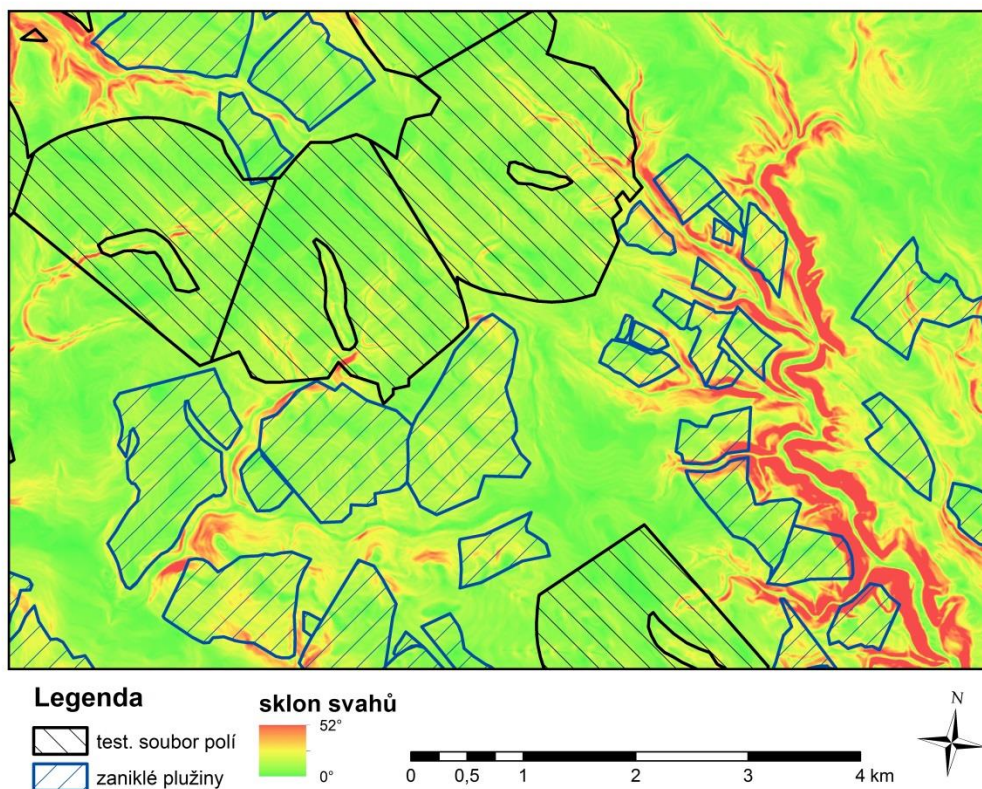 Legenda
test. soubor polí
zaniklé plužiny
sklon svahů
52°
0°
0 0,5 1 2 3 4 km
N